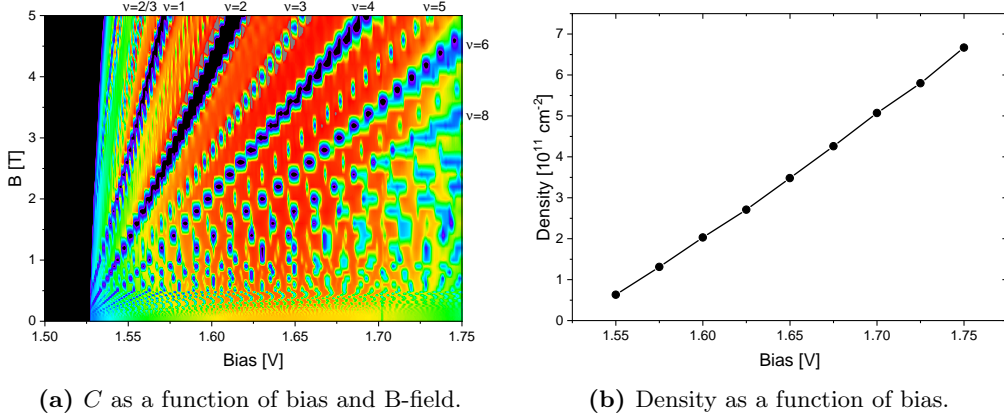 ν=2/3 ν=1 ν=2 ν=3 ν=4 ν=5
ν=6
ν=8
5
4
3
2
1
0
B [T]
1.50 1.55 1.60 1.65 1.70 1.75
Bias [V]
(a) C as a function of bias and B-field.
7
6
5
4
3
2
1
0
Density [10¹¹ cm⁻²]
1.55 1.60 1.65 1.70 1.75
Bias [V]
(b) Density as a function of bias.